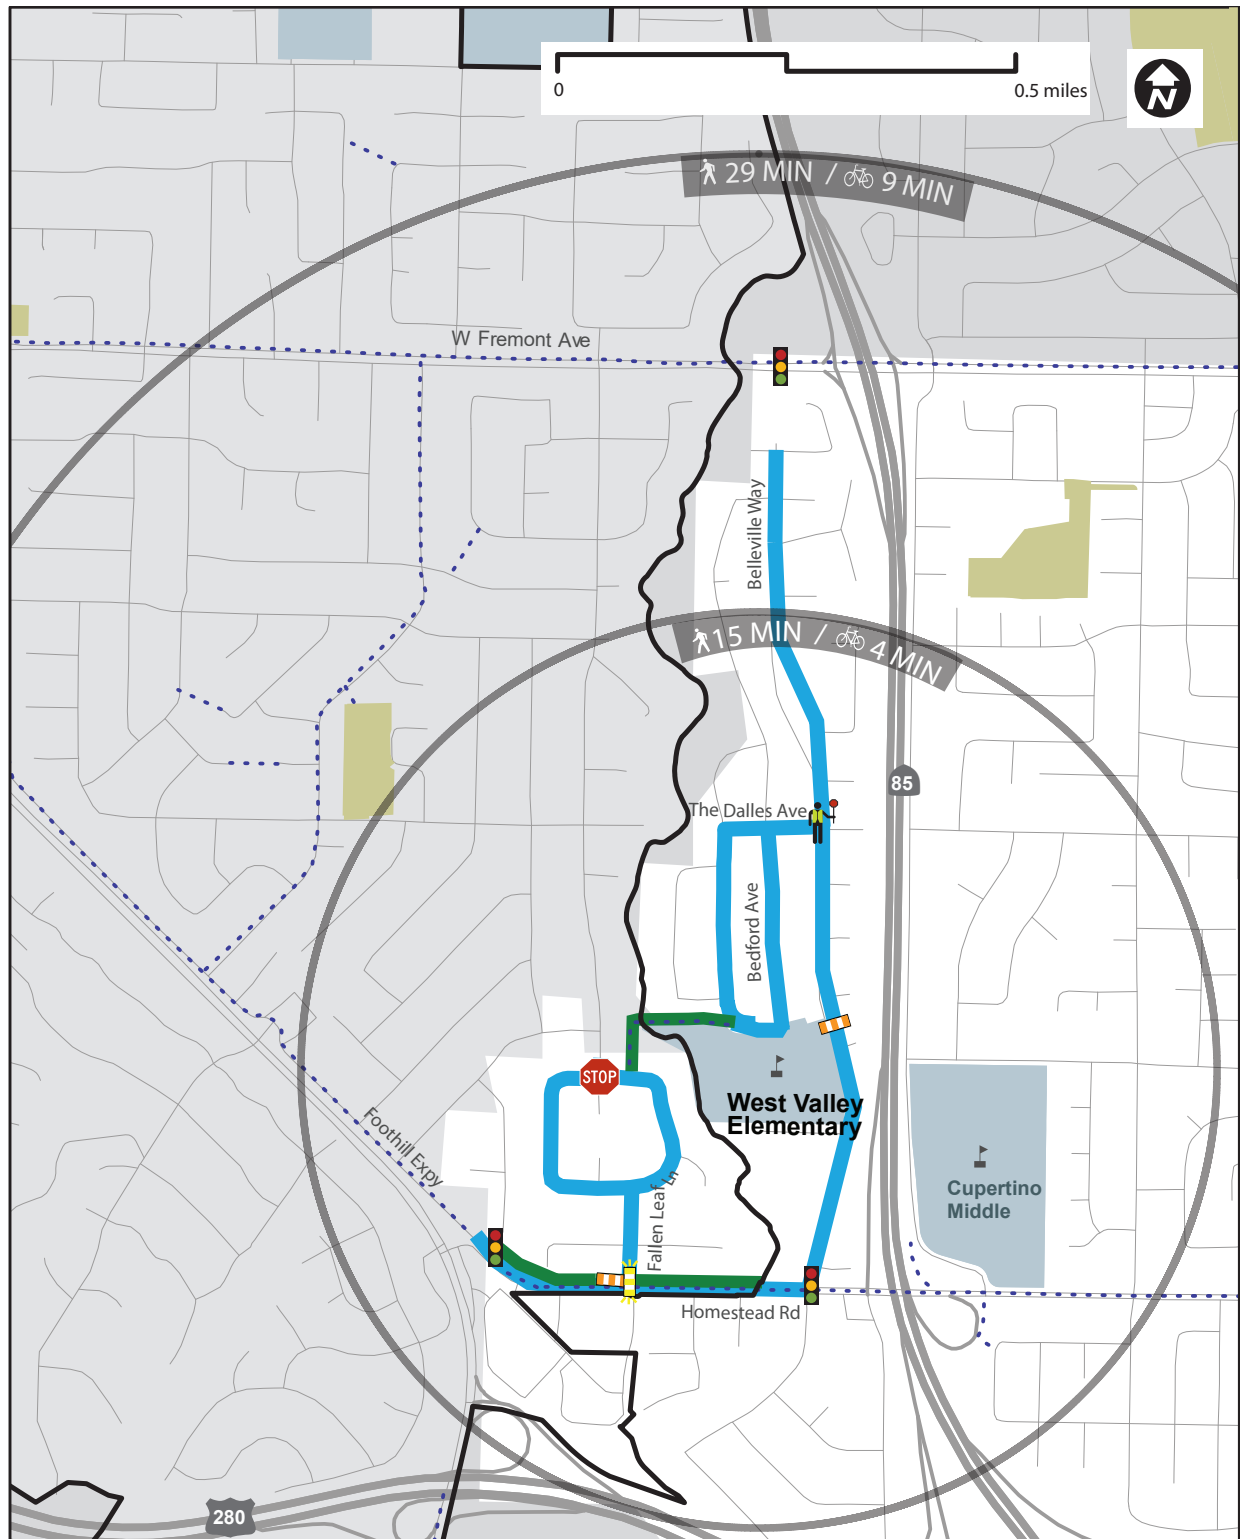 0
0.5 miles
N
29 MIN / 9 MIN
W Fremont Ave
Belleville Way
15 MIN / 4 MIN
85
The Dalles Ave
Bedford Ave
STOP
West Valley
Elementary
Foothill Expy
Cupertino
Middle
Fallen Leaf Ln
Homestead Rd
280